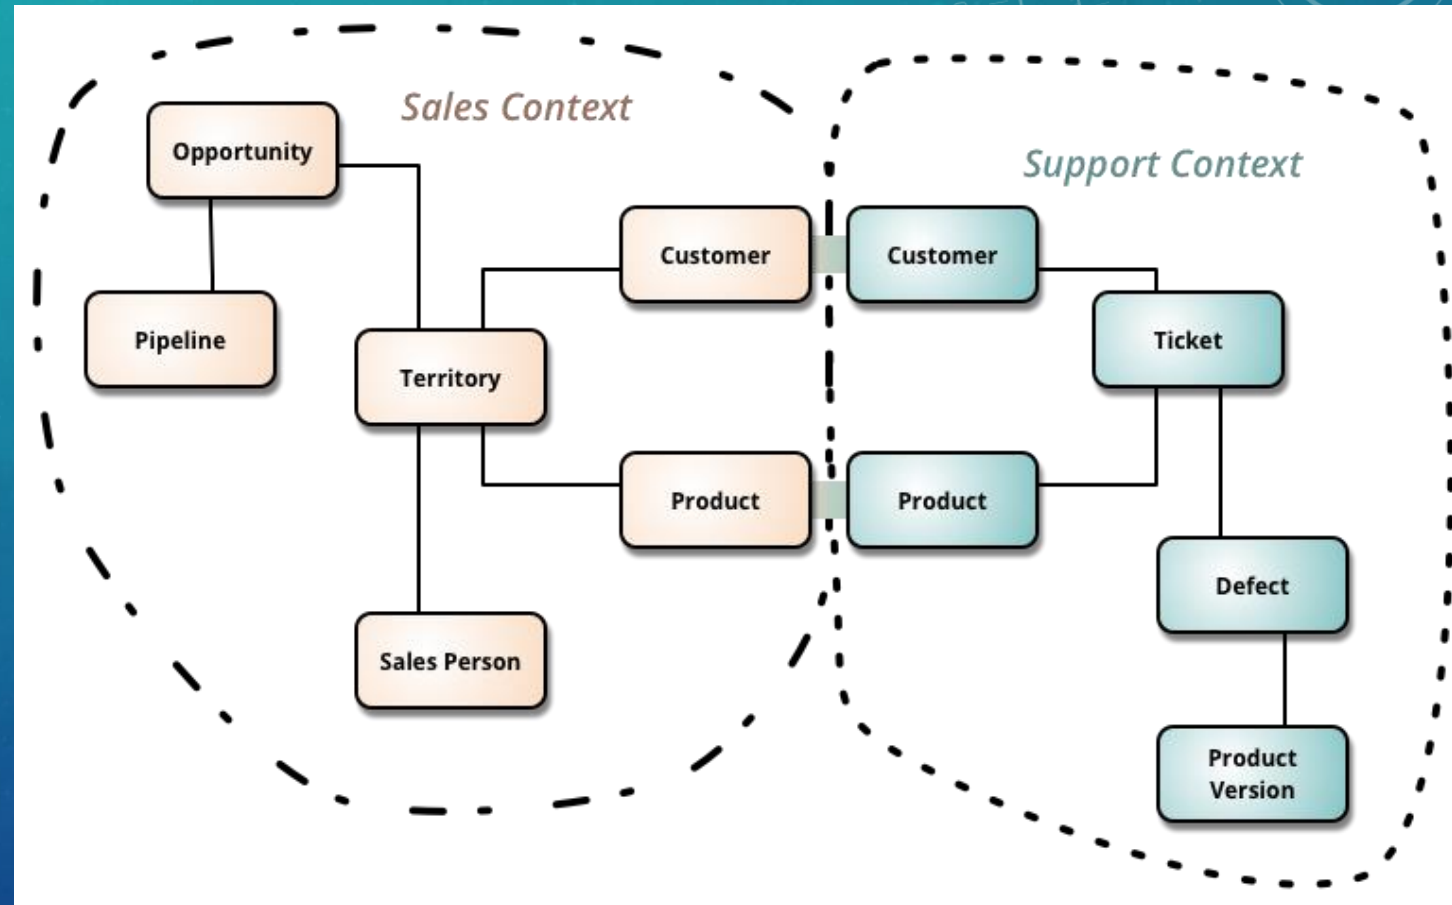 Sales Context
Opportunity
Support Context
Customer
Customer
Pipeline
Ticket
Territory
Product
Product
Defect
Sales Person
Product
Version